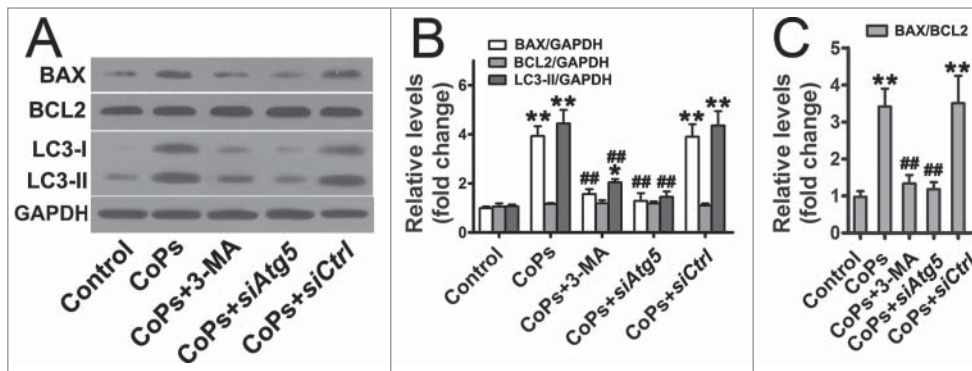 A
BAX
BCL2
LC3-I
LC3-II
GAPDH
Control
CoPs
CoPs+3-MA
CoPs+siAtg5
CoPs+siCtrl
B
BAX/GAPDH
BCL2/GAPDH
LC3-II/GAPDH
Relative levels
(fold change)
6
4
2
0
** **
##
##
*
## ##
** **
Control
CoPs
CoPs+3-MA
CoPs+siAtg5
CoPs+siCtrl
C
BAX/BCL2
Relative levels
(fold change)
5
4
3
2
1
0
**
##
##
**
Control
CoPs
CoPs+3-MA
CoPs+siAtg5
CoPs+siCtrl